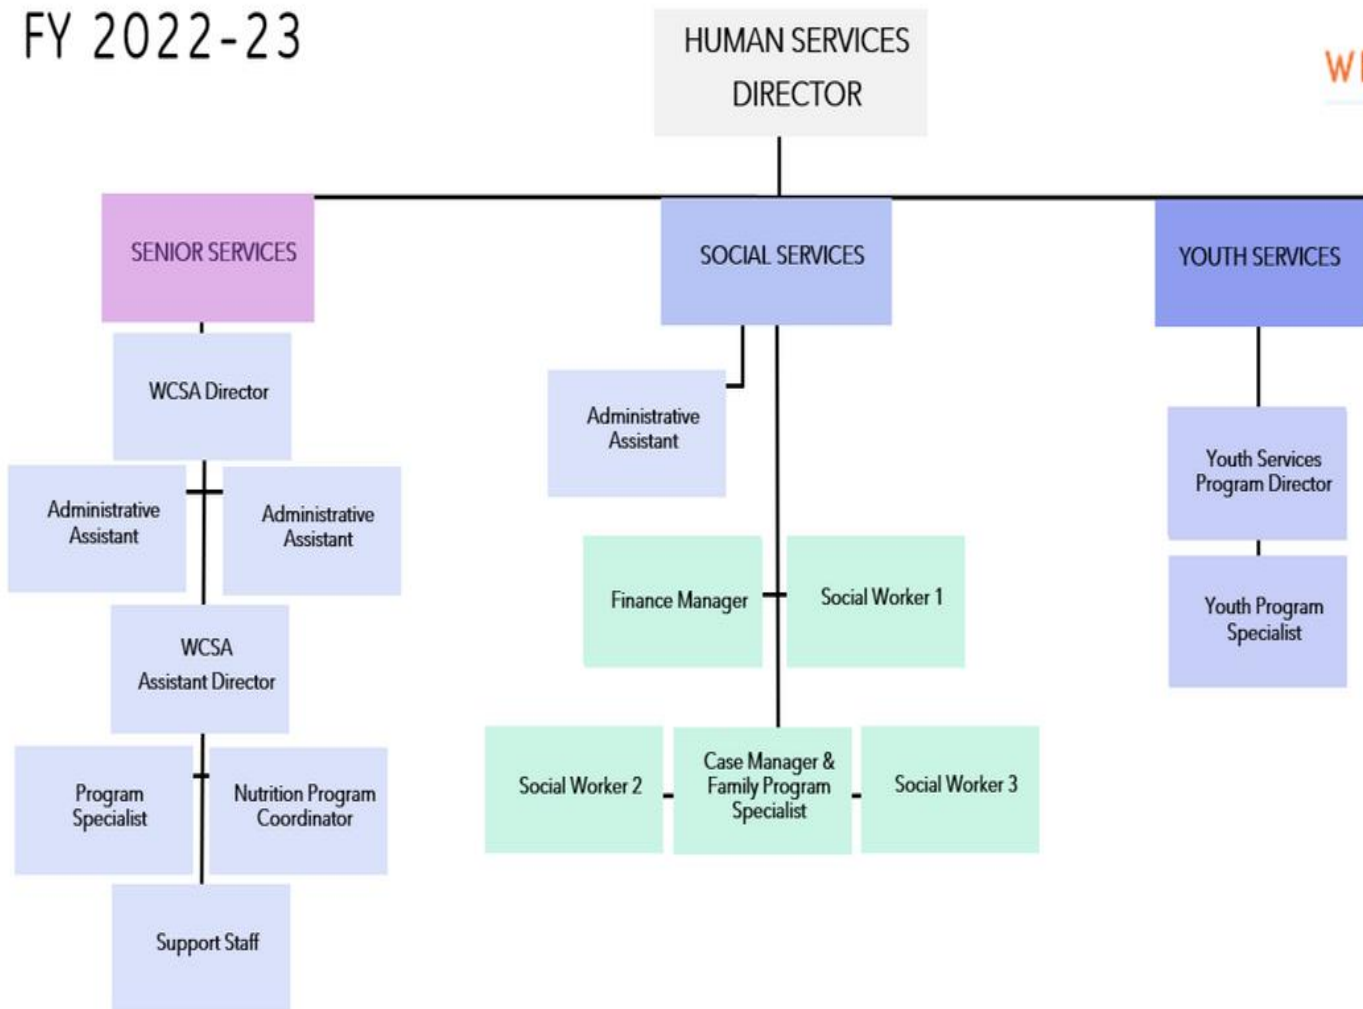 FY 2022-23
HUMAN SERVICES
DIRECTOR
SENIOR SERVICES
SOCIAL SERVICES
YOUTH SERVICES
WCSA Director
Administrative
Assistant
Administrative
Assistant
WCSA
Assistant Director
Program
Specialist
Nutrition Program
Coordinator
Support Staff
Administrative
Assistant
Finance Manager
Social Worker 1
Social Worker 2
Case Manager &
Family Program
Specialist
Social Worker 3
Youth Services
Program Director
Youth Program
Specialist